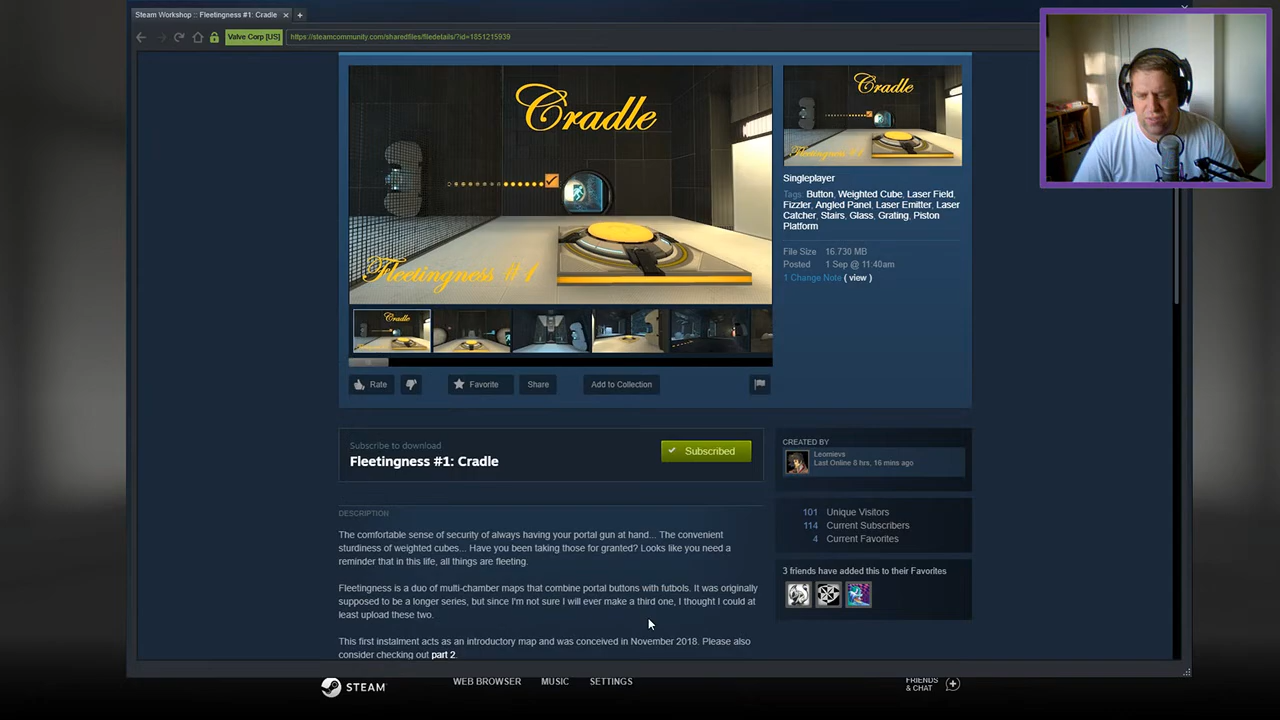 Steam Workshop :: Fleetingness #1: Cradle
Valve Corp [US]
https://steamcommunity.com/sharedfiles/filedetails/?id=1851215939
Cradle
Fleetingness #1
Cradle
Fleetingness #1
Singleplayer
Tags: Button, Weighted Cube, Laser Field,
Fizzler, Angled Panel, Laser Emitter, Laser
Catcher, Stairs, Glass, Grating, Piston
Platform
File Size 16.730 MB
Posted 1 Sep @ 11:40am
1 Change Note ( view )
Cradle
Rate
Favorite
Share
Add to Collection
Subscribe to download
Fleetingness #1: Cradle
Subscribed
CREATED BY
Leomievs
Last Online 8 hrs, 16 mins ago
101 Unique Visitors
114 Current Subscribers
4 Current Favorites
3 friends have added this to their Favorites
DESCRIPTION
The comfortable sense of security of always having your portal gun at hand... The convenient
sturdiness of weighted cubes... Have you been taking those for granted? Looks like you need a
reminder that in this life, all things are fleeting.
Fleetingness is a duo of multi-chamber maps that combine portal buttons with futbols. It was originally
supposed to be a longer series, but since I'm not sure I will ever make a third one, I thought I could at
least upload these two.
This first instalment acts as an introductory map and was conceived in November 2018. Please also
consider checking out part 2.
STEAM
WEB BROWSER
MUSIC
SETTINGS
FRIENDS
& CHAT